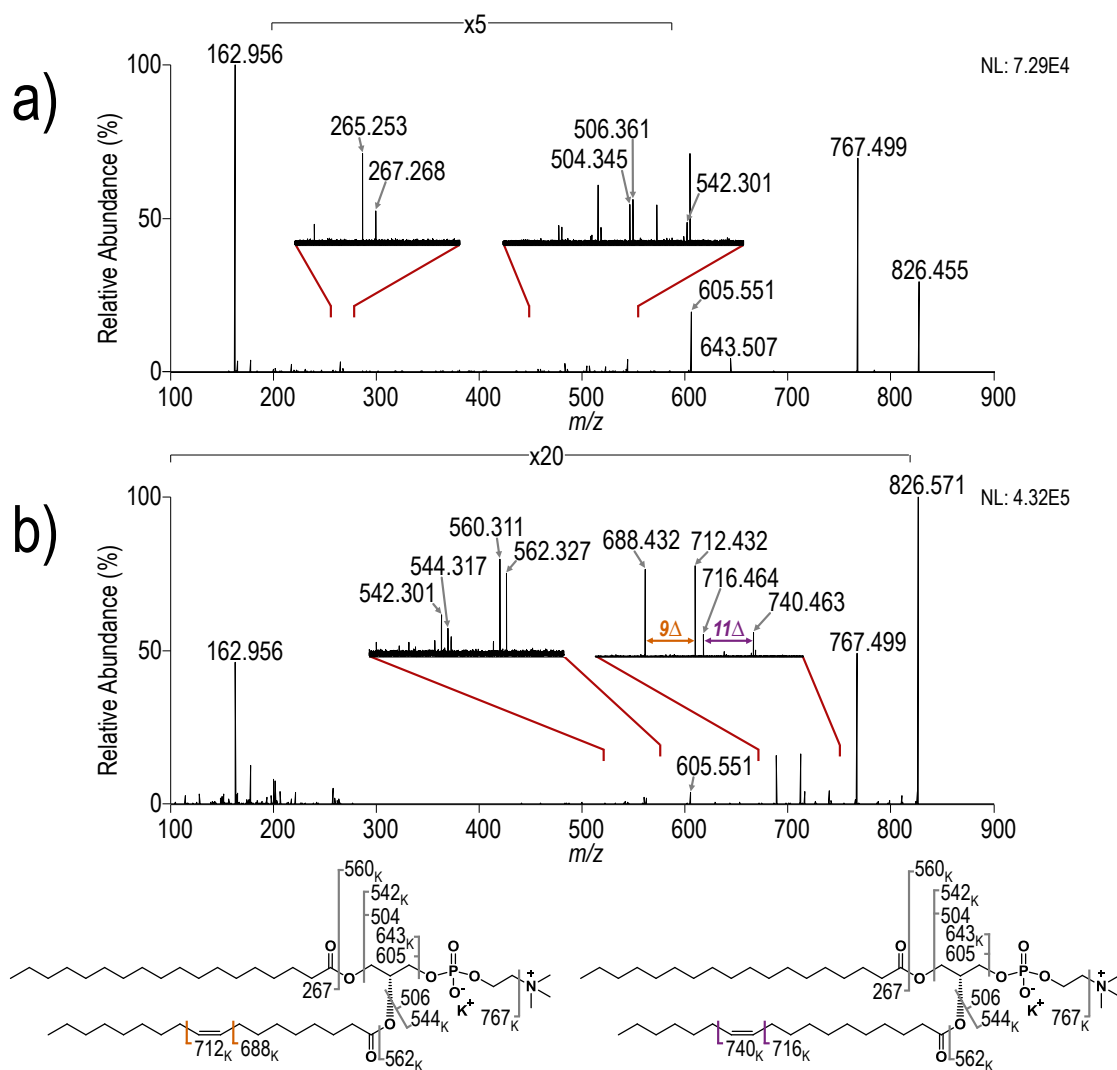 x5
a)
NL: 7.29E4
Relative Abundance (%)
100
50
0
162.956
265.253
267.268
506.361
504.345
542.301
605.551
643.507
767.499
826.455
100 200 300 400 500 600 700 800 900
m/z
x20
b)
NL: 4.32E5
Relative Abundance (%)
100
50
0
162.956
560.311
562.327
544.317
542.301
688.432
712.432
716.464
740.463
9Δ
11Δ
605.551
767.499
826.571
100 200 300 400 500 600 700 800 900
m/z
560K
542K
504
643K
605
267
O
O
O
O
P
O
O-
K+
N+
506
544K
767K
O
O
562K
712K
688K
560K
542K
504
643K
605
267
O
O
O
O
P
O
O-
K+
N+
506
544K
767K
O
O
562K
740K
716K